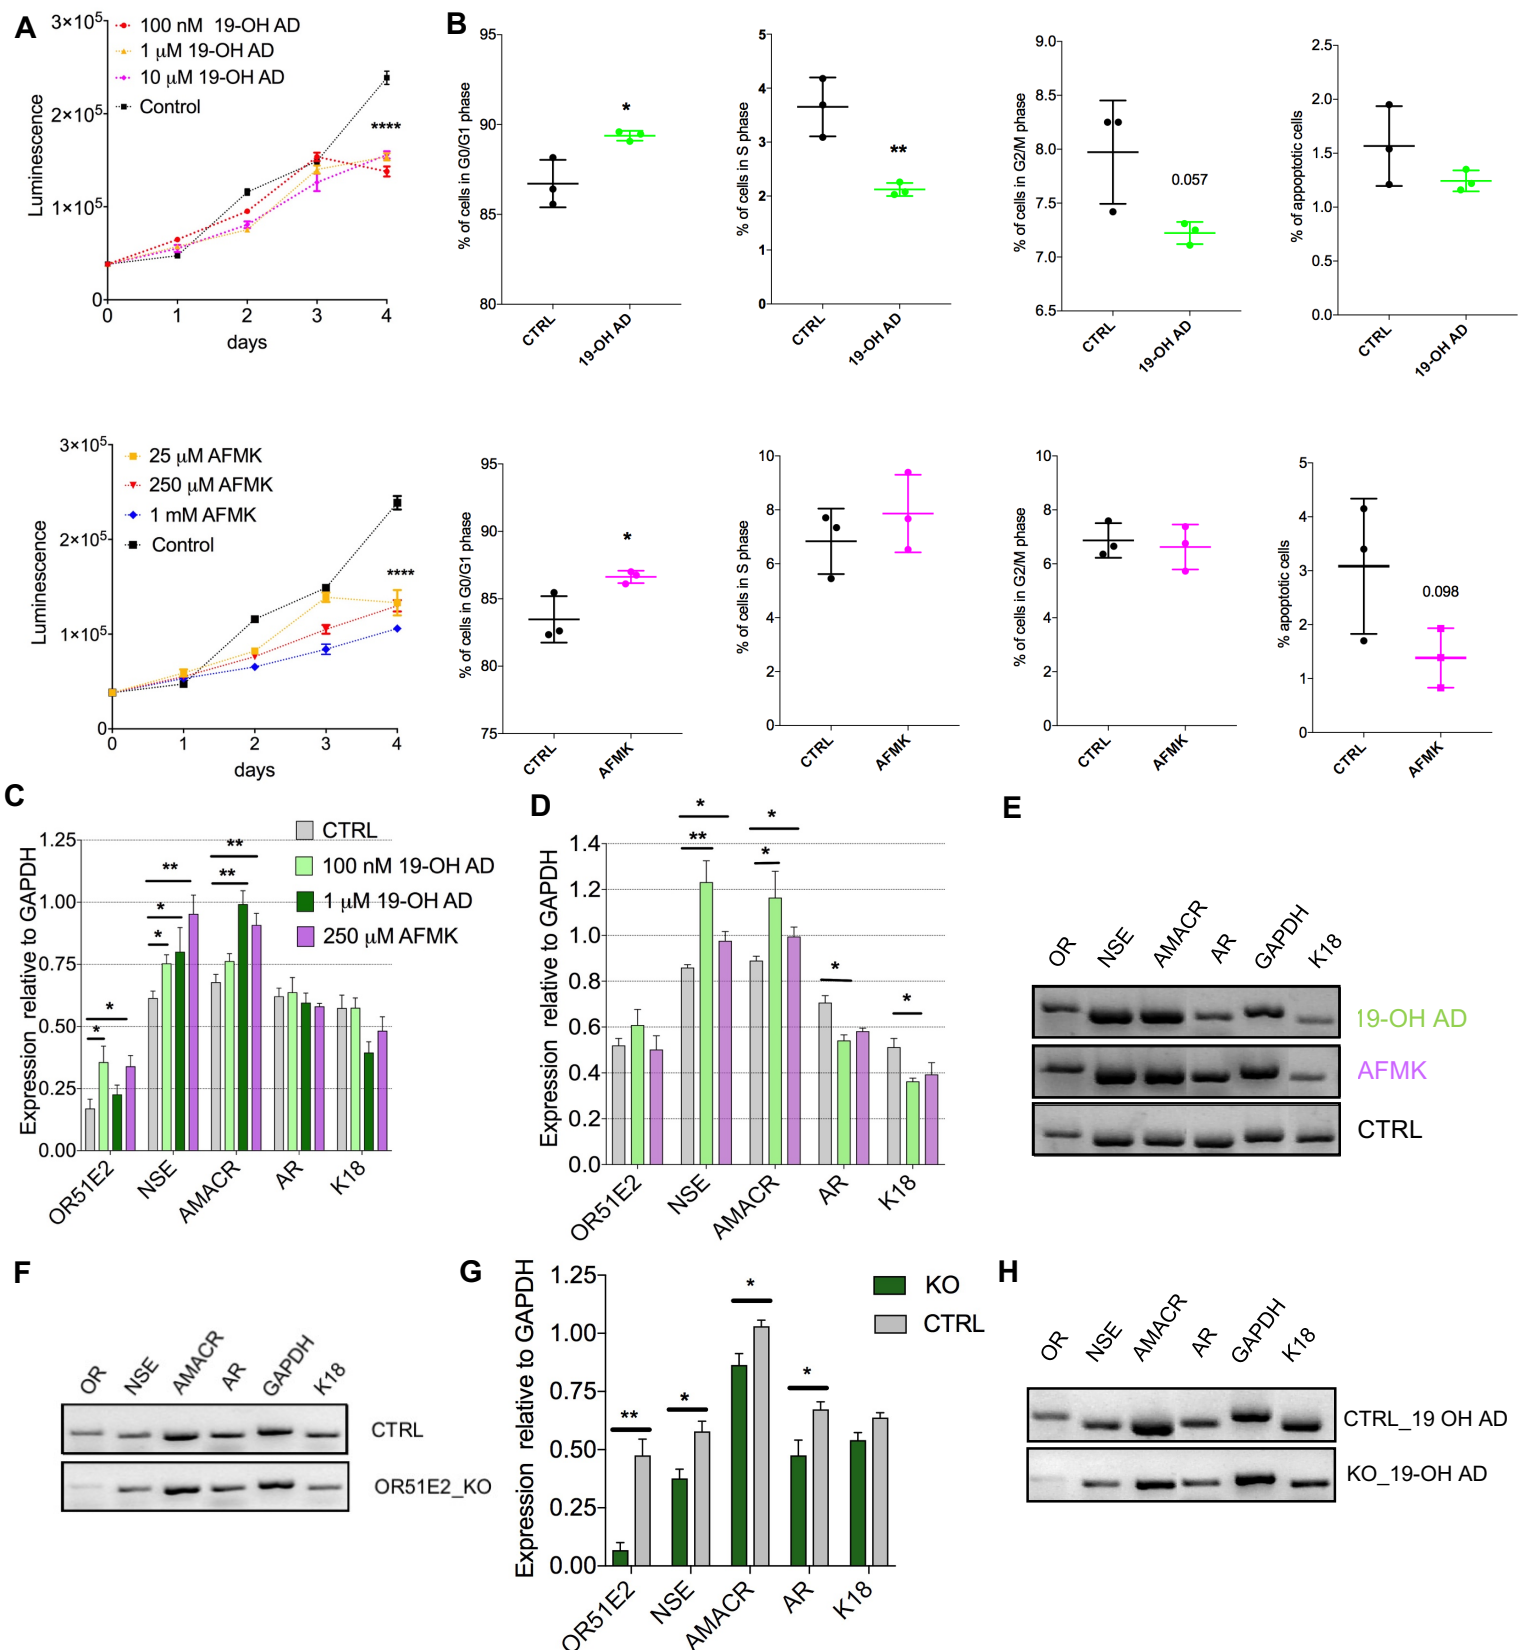 A
3×10⁵
2×10⁵
1×10⁵
0
Luminescence
100 nM 19-OH AD
1 µM 19-OH AD
10 µM 19-OH AD
Control
****
0 1 2 3 4
days
B
95
90
85
80
% of cells in G0/G1 phase
*
CTRL
19-OH AD
5
4
3
2
1
0
% of cells in S phase
**
CTRL
19-OH AD
9.0
8.5
8.0
7.5
7.0
6.5
% of cells in G2/M phase
0.057
CTRL
19-OH AD
2.5
2.0
1.5
1.0
0.5
0.0
% of appoptotic cells
CTRL
19-OH AD
3×10⁵
2×10⁵
1×10⁵
0
Luminescence
25 µM AFMK
250 µM AFMK
1 mM AFMK
Control
****
0 1 2 3 4
days
95
90
85
80
75
% of cells in G0/G1 phase
*
CTRL
AFMK
10
8
6
4
2
0
% of cells in S phase
CTRL
AFMK
10
8
6
4
2
0
% of cells in G2/M phase
CTRL
AFMK
5
4
3
2
1
0
% apoptotic cells
0.098
CTRL
AFMK
C
1.25
1.00
0.75
0.50
0.25
0.00
Expression relative to GAPDH
CTRL
100 nM 19-OH AD
1 µM 19-OH AD
250 µM AFMK
*
*
*
*
**
**
**
OR51E2
NSE
AMACR
AR
K18
D
1.4
1.2
1.0
0.8
0.6
0.4
0.2
0.0
Expression relative to GAPDH
*
**
*
*
*
*
OR51E2
NSE
AMACR
AR
K18
E
OR
NSE
AMACR
AR
GAPDH
K18
19-OH AD
AFMK
CTRL
F
OR
NSE
AMACR
AR
GAPDH
K18
CTRL
OR51E2_KO
G
1.25
1.00
0.75
0.50
0.25
0.00
Expression relative to GAPDH
KO
CTRL
**
*
*
*
OR51E2
NSE
AMACR
AR
K18
H
OR
NSE
AMACR
AR
GAPDH
K18
CTRL_19 OH AD
KO_19-OH AD